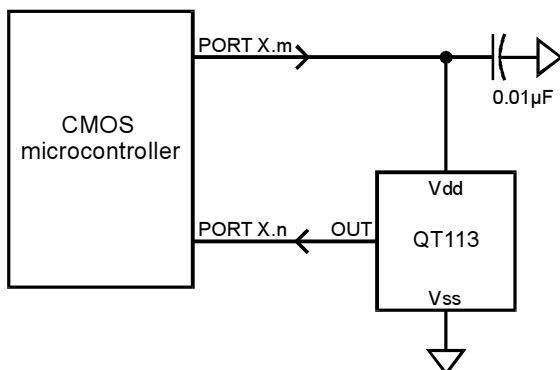 PORT X.m
CMOS
microcontroller
0.01µF
Vdd
PORT X.n
OUT
QT113
Vss